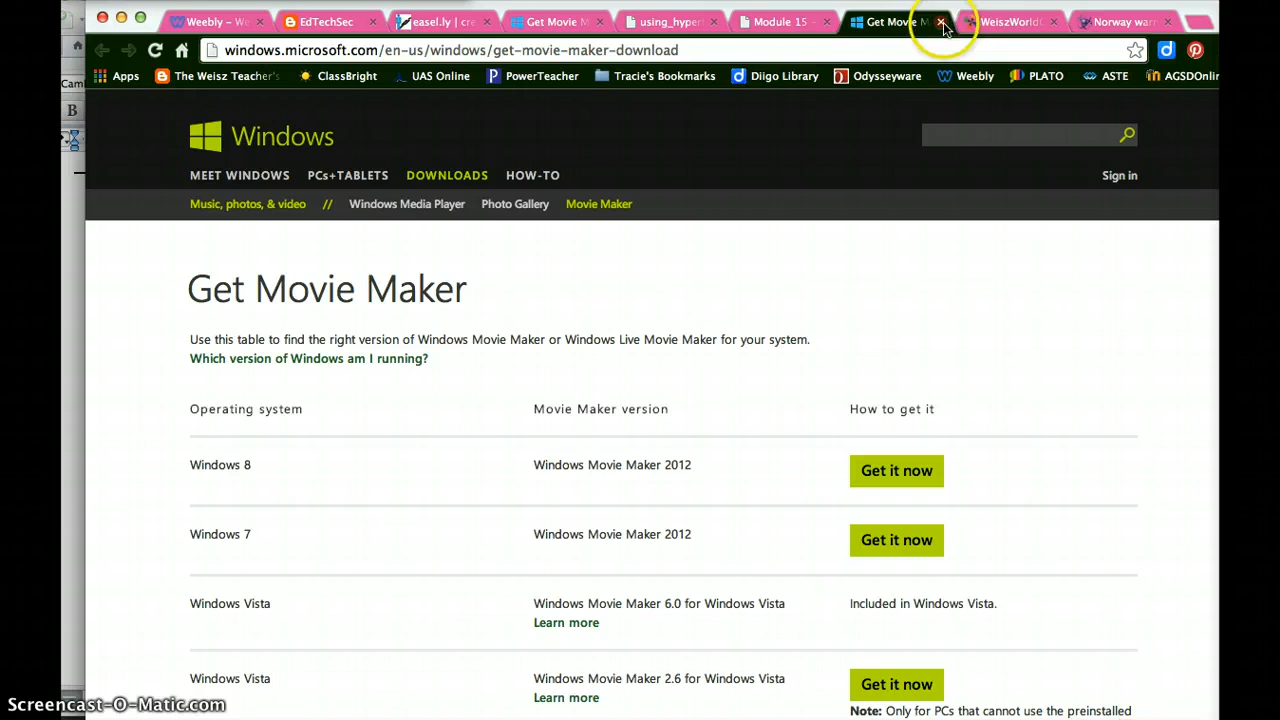 Weebly – We
EdTechSec
easel.ly | cre
Get Movie M
using_hyperl
Module 15 –
Get Movie M
WeiszWorldC
Norway warn
windows.microsoft.com/en-us/windows/get-movie-maker-download
Apps
The Weisz Teacher's
ClassBright
UAS Online
PowerTeacher
Tracie's Bookmarks
Diigo Library
Odysseyware
Weebly
PLATO
ASTE
AGSDOnlin
Cam
B
Windows
MEET WINDOWS PCs+TABLETS DOWNLOADS HOW-TO
Sign in
Music, photos, & video // Windows Media Player Photo Gallery Movie Maker
Get Movie Maker
Use this table to find the right version of Windows Movie Maker or Windows Live Movie Maker for your system.
Which version of Windows am I running?
Operating system Movie Maker version How to get it
Windows 8 Windows Movie Maker 2012 Get it now
Windows 7 Windows Movie Maker 2012 Get it now
Windows Vista Windows Movie Maker 6.0 for Windows Vista Included in Windows Vista.
Learn more
Windows Vista Windows Movie Maker 2.6 for Windows Vista Get it now
Learn more
Note: Only for PCs that cannot use the preinstalled
Screencast-O-Matic.com